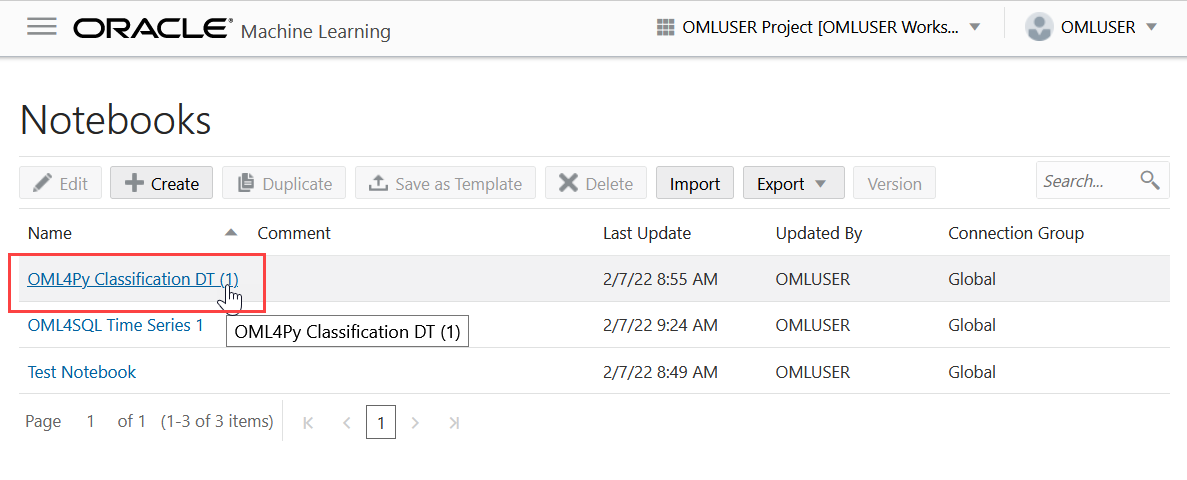 ORACLE® Machine Learning OMLUSER Project [OMLUSER Works... OMLUSER
Notebooks
Edit Create Duplicate Save as Template Delete Import Export Version Search...
Name Comment Last Update Updated By Connection Group
OML4Py Classification DT (1) 2/7/22 8:55 AM OMLUSER Global
OML4SQL Time Series 1 2/7/22 9:24 AM OMLUSER Global
OML4Py Classification DT (1)
Test Notebook 2/7/22 8:49 AM OMLUSER Global
Page 1 of 1 (1-3 of 3 items) 1